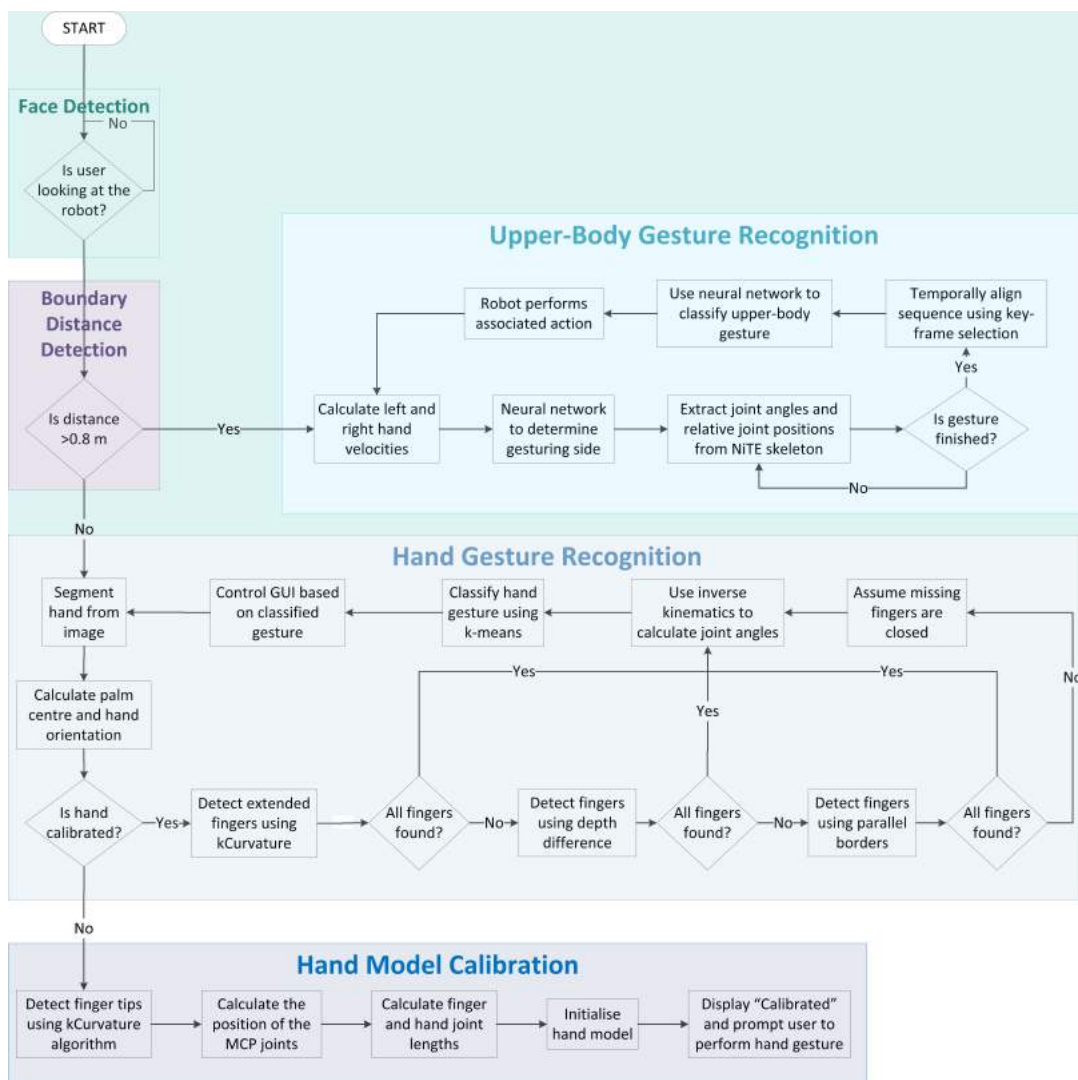 START
Face Detection
No
Is user
looking at the
robot?
Upper-Body Gesture Recognition
Boundary
Distance
Detection
Robot performs
associated action
Use neural network to
classify upper-body
gesture
Temporally align
sequence using key-
frame selection
Yes
Is distance
>0.8 m
Yes
Calculate left and
right hand
velocities
Neural network
to determine
gesturing side
Extract joint angles and
relative joint positions
from NiTE skeleton
Is gesture
finished?
No
No
Hand Gesture Recognition
Segment
hand from
image
Control GUI based
on classified
gesture
Classify hand
gesture using
k-means
Use inverse
kinematics to
calculate joint angles
Assume missing
fingers are
closed
Yes
Yes
No
Calculate palm
centre and hand
orientation
Yes
Is hand
calibrated?
Yes
Detect extended
fingers using
kCurvature
All fingers
found?
No
Detect fingers
using depth
difference
All fingers
found?
No
Detect fingers
using parallel
borders
All fingers
found?
No
Hand Model Calibration
Detect finger tips
using kCurvature
algorithm
Calculate the
position of the
MCP joints
Calculate finger
and hand joint
lengths
Initialise
hand model
Display “Calibrated”
and prompt user to
perform hand gesture